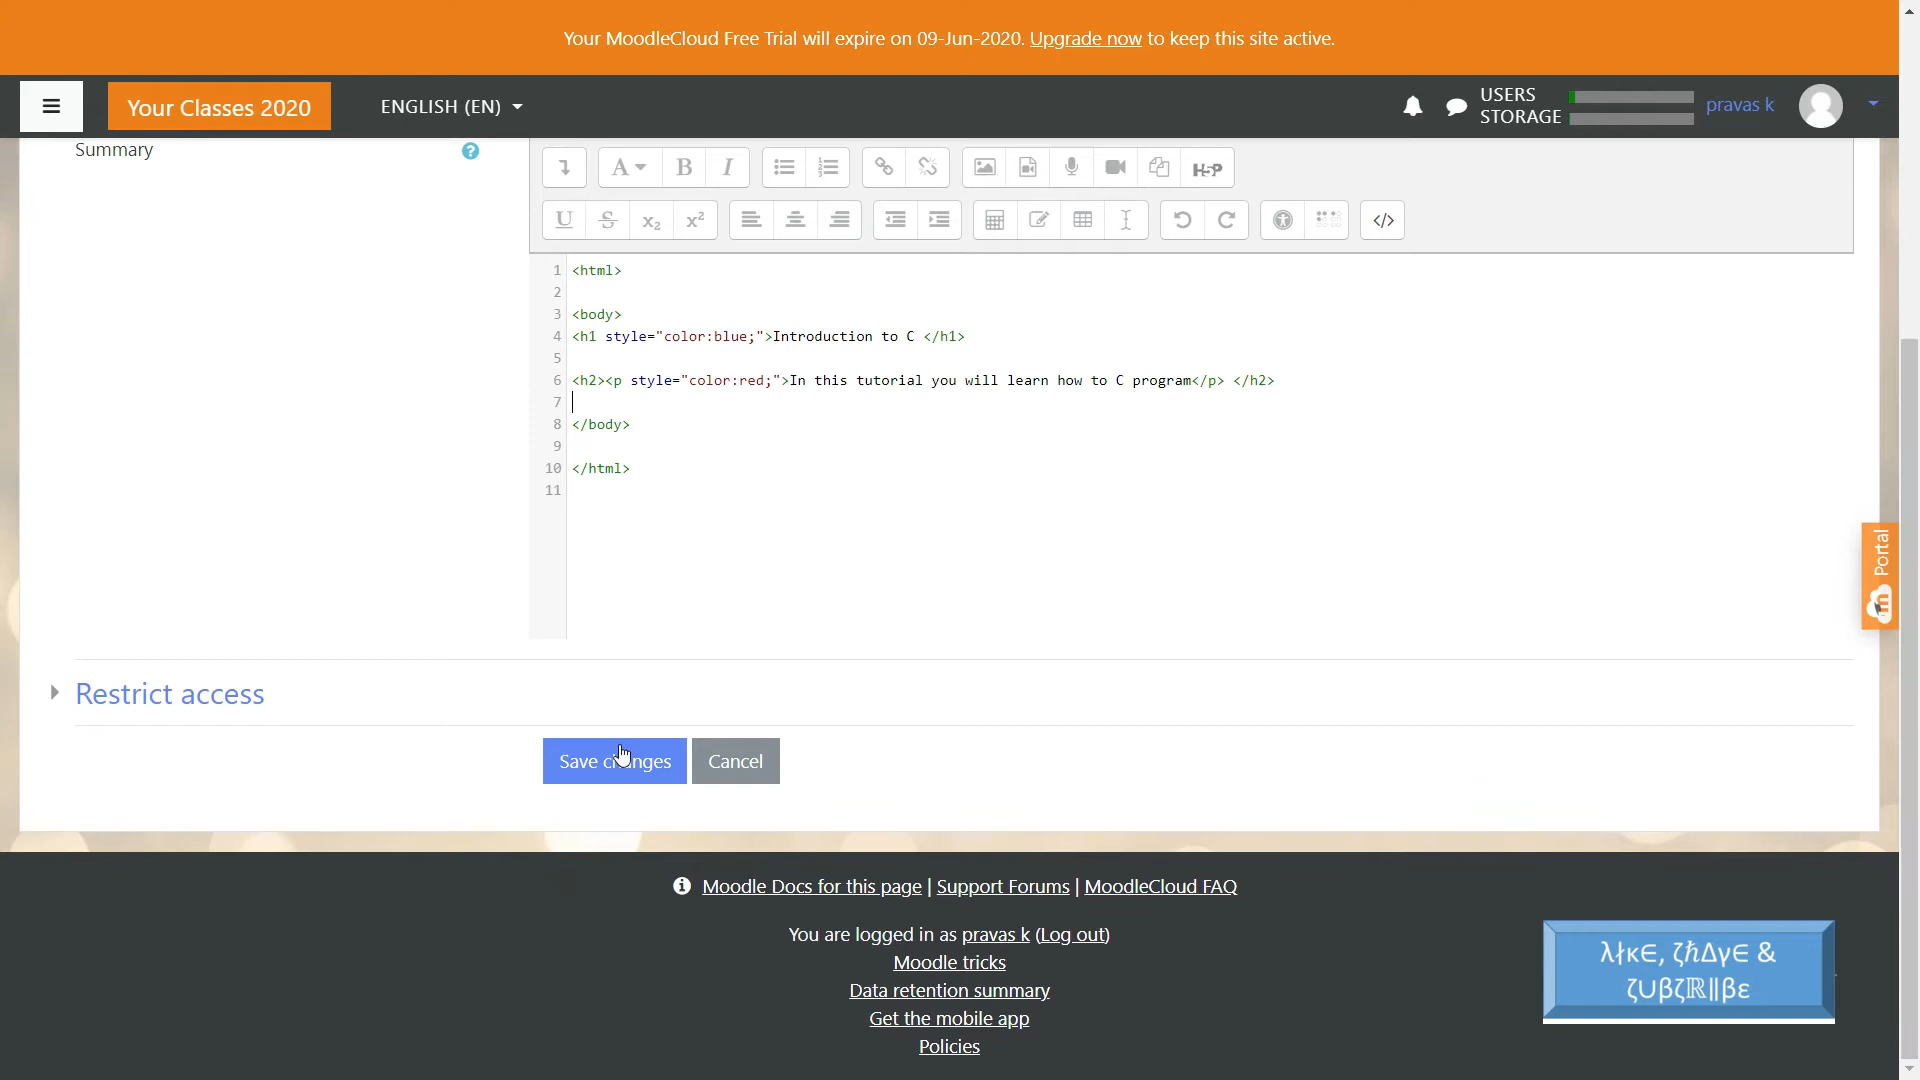 Your MoodleCloud Free Trial will expire on 09-Jun-2020. Upgrade now to keep this site active.
Your Classes 2020
ENGLISH (EN)
USERS
STORAGE
pravas k
Summary
A
B
I
H-P
U
S
x₂
x²
</>
1 <html>
2
3 <body>
4 <h1 style="color:blue;">Introduction to C </h1>
5
6 <h2><p style="color:red;">In this tutorial you will learn how to C program</p> </h2>
7
8 </body>
9
10 </html>
11
Portal
Restrict access
Save changes
Cancel
Moodle Docs for this page | Support Forums | MoodleCloud FAQ
You are logged in as pravas k (Log out)
Moodle tricks
Data retention summary
Get the mobile app
Policies